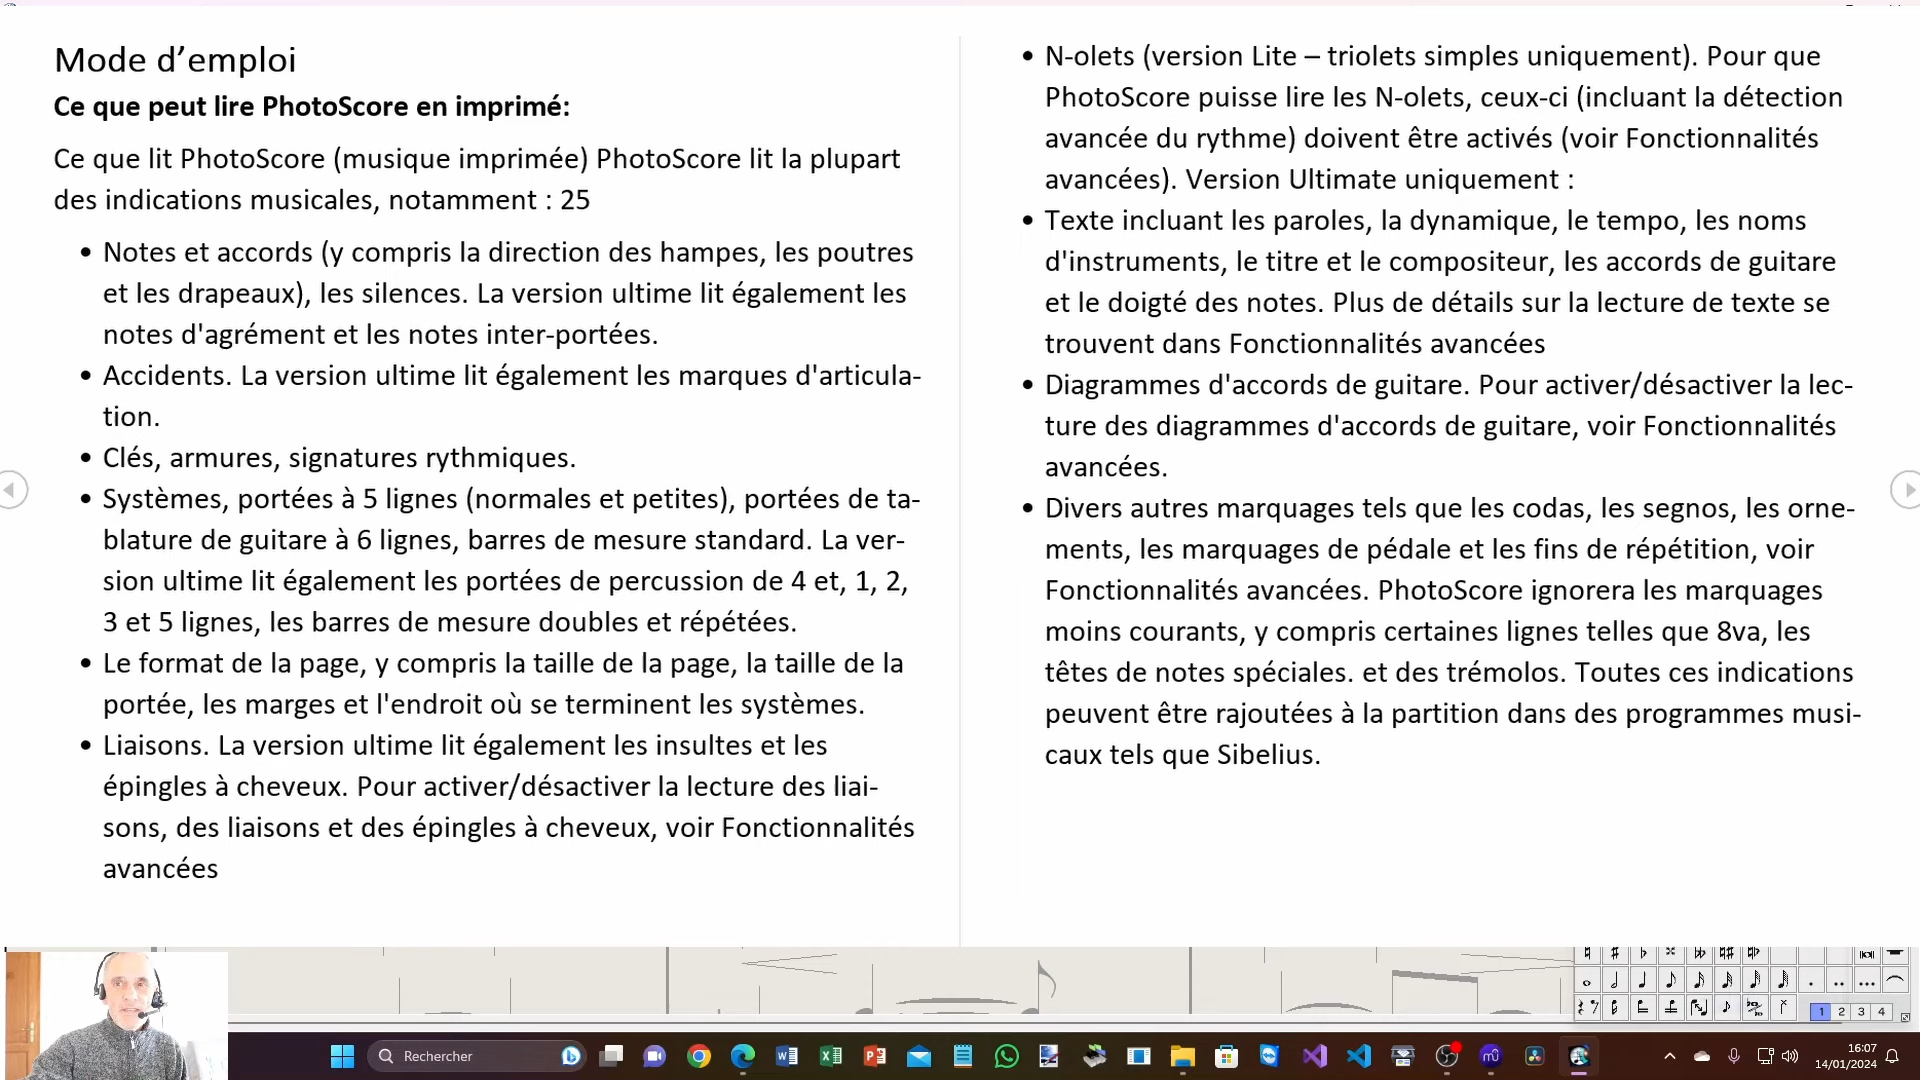 Mode d’emploi
Ce que peut lire PhotoScore en imprimé:
Ce que lit PhotoScore (musique imprimée) PhotoScore lit la plupart
des indications musicales, notamment : 25
• Notes et accords (y compris la direction des hampes, les poutres
et les drapeaux), les silences. La version ultime lit également les
notes d'agrément et les notes inter-portées.
• Accidents. La version ultime lit également les marques d'articula-
tion.
• Clés, armures, signatures rythmiques.
• Systèmes, portées à 5 lignes (normales et petites), portées de ta-
blature de guitare à 6 lignes, barres de mesure standard. La ver-
sion ultime lit également les portées de percussion de 4 et, 1, 2,
3 et 5 lignes, les barres de mesure doubles et répétées.
• Le format de la page, y compris la taille de la page, la taille de la
portée, les marges et l'endroit où se terminent les systèmes.
• Liaisons. La version ultime lit également les insultes et les
épingles à cheveux. Pour activer/désactiver la lecture des liai-
sons, des liaisons et des épingles à cheveux, voir Fonctionnalités
avancées
• N-olets (version Lite – triolets simples uniquement). Pour que
PhotoScore puisse lire les N-olets, ceux-ci (incluant la détection
avancée du rythme) doivent être activés (voir Fonctionnalités
avancées). Version Ultimate uniquement :
• Texte incluant les paroles, la dynamique, le tempo, les noms
d'instruments, le titre et le compositeur, les accords de guitare
et le doigté des notes. Plus de détails sur la lecture de texte se
trouvent dans Fonctionnalités avancées
• Diagrammes d'accords de guitare. Pour activer/désactiver la lec-
ture des diagrammes d'accords de guitare, voir Fonctionnalités
avancées.
• Divers autres marquages tels que les codas, les segnos, les orne-
ments, les marquages de pédale et les fins de répétition, voir
Fonctionnalités avancées. PhotoScore ignorera les marquages
moins courants, y compris certaines lignes telles que 8va, les
têtes de notes spéciales. et des trémolos. Toutes ces indications
peuvent être rajoutées à la partition dans des programmes musi-
caux tels que Sibelius.
1 2 3 4
Rechercher
16:07
14/01/2024